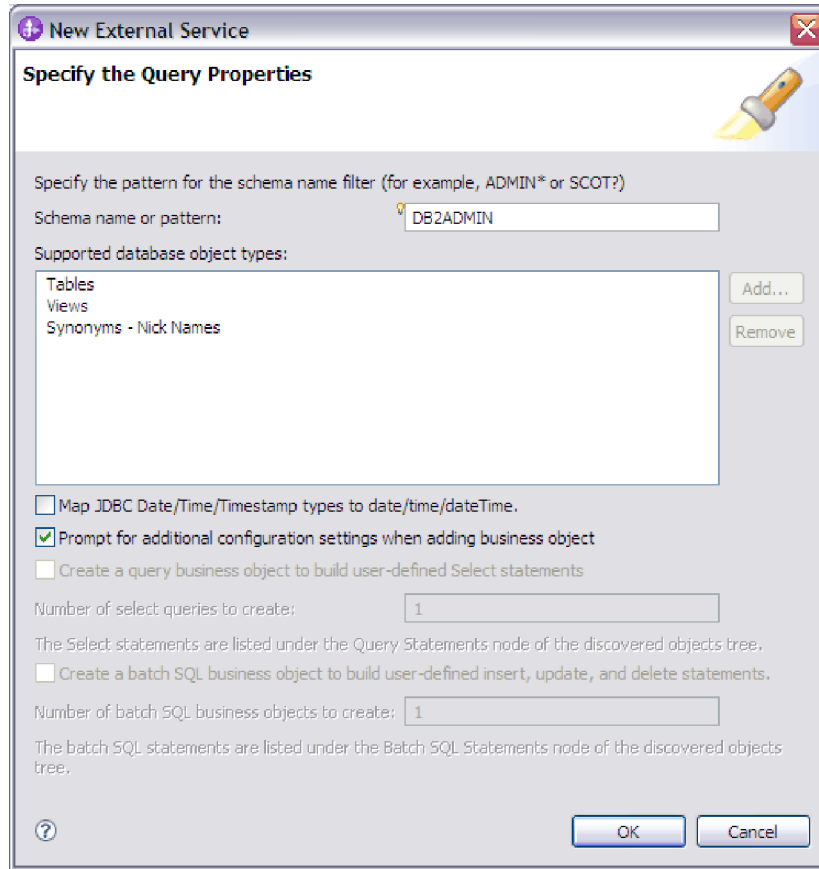 New External Service
Specify the Query Properties
Specify the pattern for the schema name filter (for example, ADMIN* or SCOT?)
Schema name or pattern:
DB2ADMIN
Supported database object types:
Tables
Views
Synonyms - Nick Names
Add...
Remove
Map JDBC Date/Time/Timestamp types to date/time/dateTime.
Prompt for additional configuration settings when adding business object
Create a query business object to build user-defined Select statements
Number of select queries to create:
1
The Select statements are listed under the Query Statements node of the discovered objects tree.
Create a batch SQL business object to build user-defined insert, update, and delete statements.
Number of batch SQL business objects to create:
1
The batch SQL statements are listed under the Batch SQL Statements node of the discovered objects
tree.
?
OK
Cancel